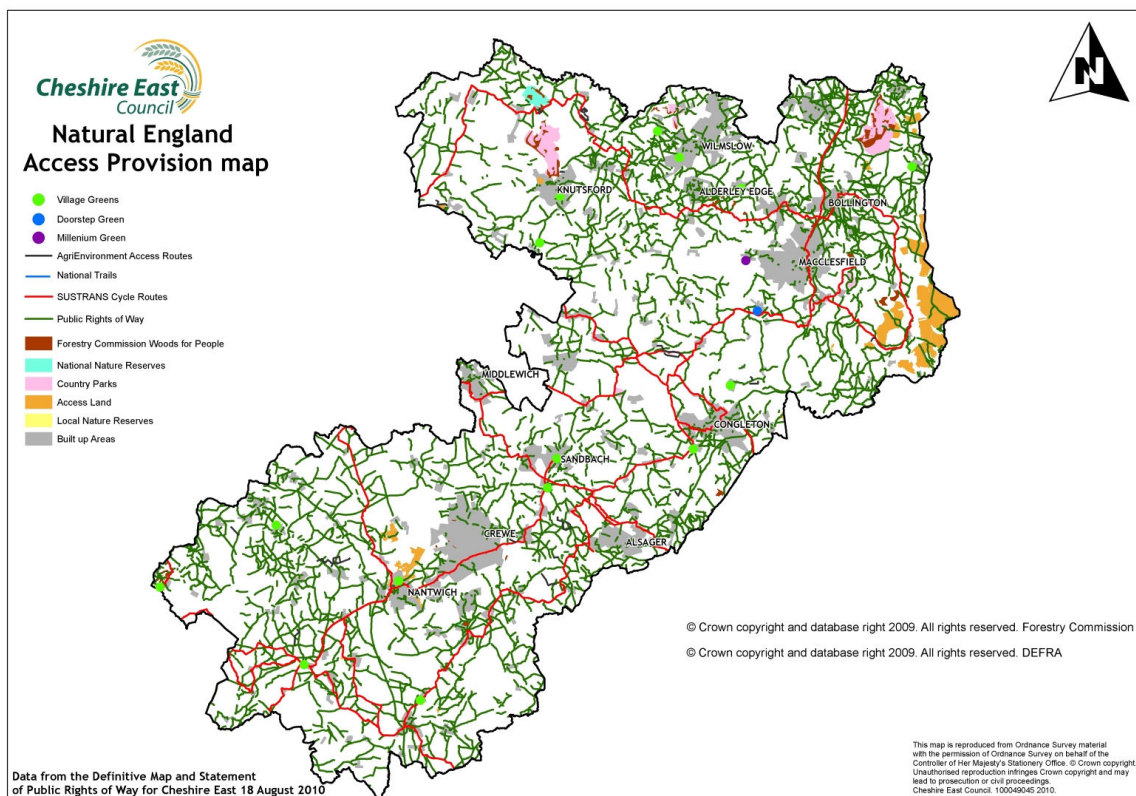 Cheshire East
Council
Natural England
Access Provision map
Village Greens
Doorstep Green
Millenium Green
AgriEnvironment Access Routes
National Trails
SUSTRANS Cycle Routes
Public Rights of Way
Forestry Commission Woods for People
National Nature Reserves
Country Parks
Access Land
Local Nature Reserves
Built up Areas
N
WILMSLOW
KNUTSFORD
ALDERLEY EDGE
BOLLINGTON
MACCLESFIELD
MIDDLEWICH
CONGLETON
SANDBACH
CREWE
ALSAGER
NANTWICH
© Crown copyright and database right 2009. All rights reserved. Forestry Commission
© Crown copyright and database right 2009. All rights reserved. DEFRA
Data from the Definitive Map and Statement
of Public Rights of Way for Cheshire East 18 August 2010
This map is reproduced from Ordnance Survey material
with the permission of Ordnance Survey on behalf of the
Controller of Her Majesty's Stationery Office. © Crown copyright.
Unauthorised reproduction infringes Crown copyright and may
lead to prosecution or civil proceedings.
Cheshire East Council. 100049045 2010.